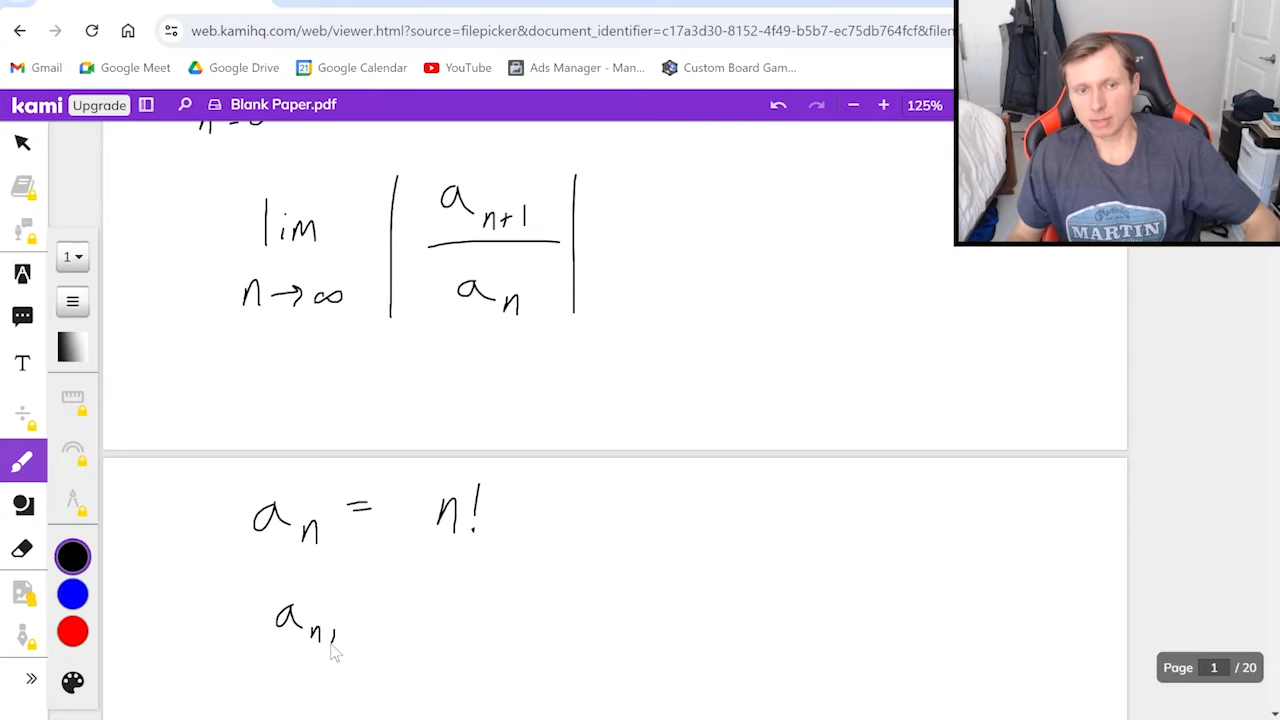 web.kamihq.com/web/viewer.html?source=filepicker&document_identifier=c17a3d30-8152-4f49-b5b7-ec75db764fcf&filen
Gmail Google Meet Google Drive 21 Google Calendar YouTube Ads Manager - Man... Custom Board Gam...
kami Upgrade Blank Paper.pdf 125%
n = 0
lim | a n+1 / a n |
n → ∞
1
T
a n = n!
a n,
MARTIN
Page 1 / 20